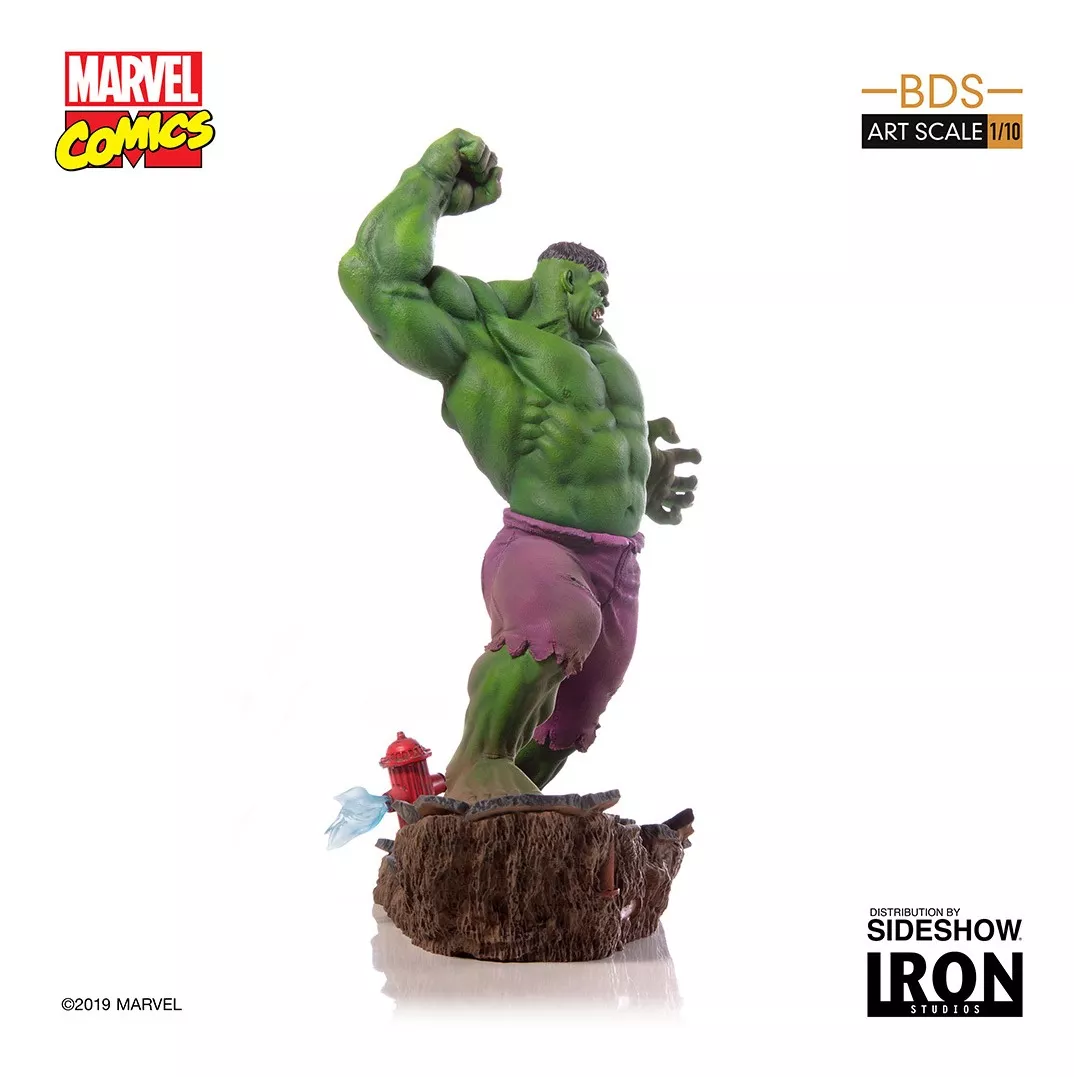 MARVEL
COMICS
BDS
ART SCALE 1/10
DISTRIBUTION BY
SIDESHOW
IRON
STUDIOS
©2019 MARVEL